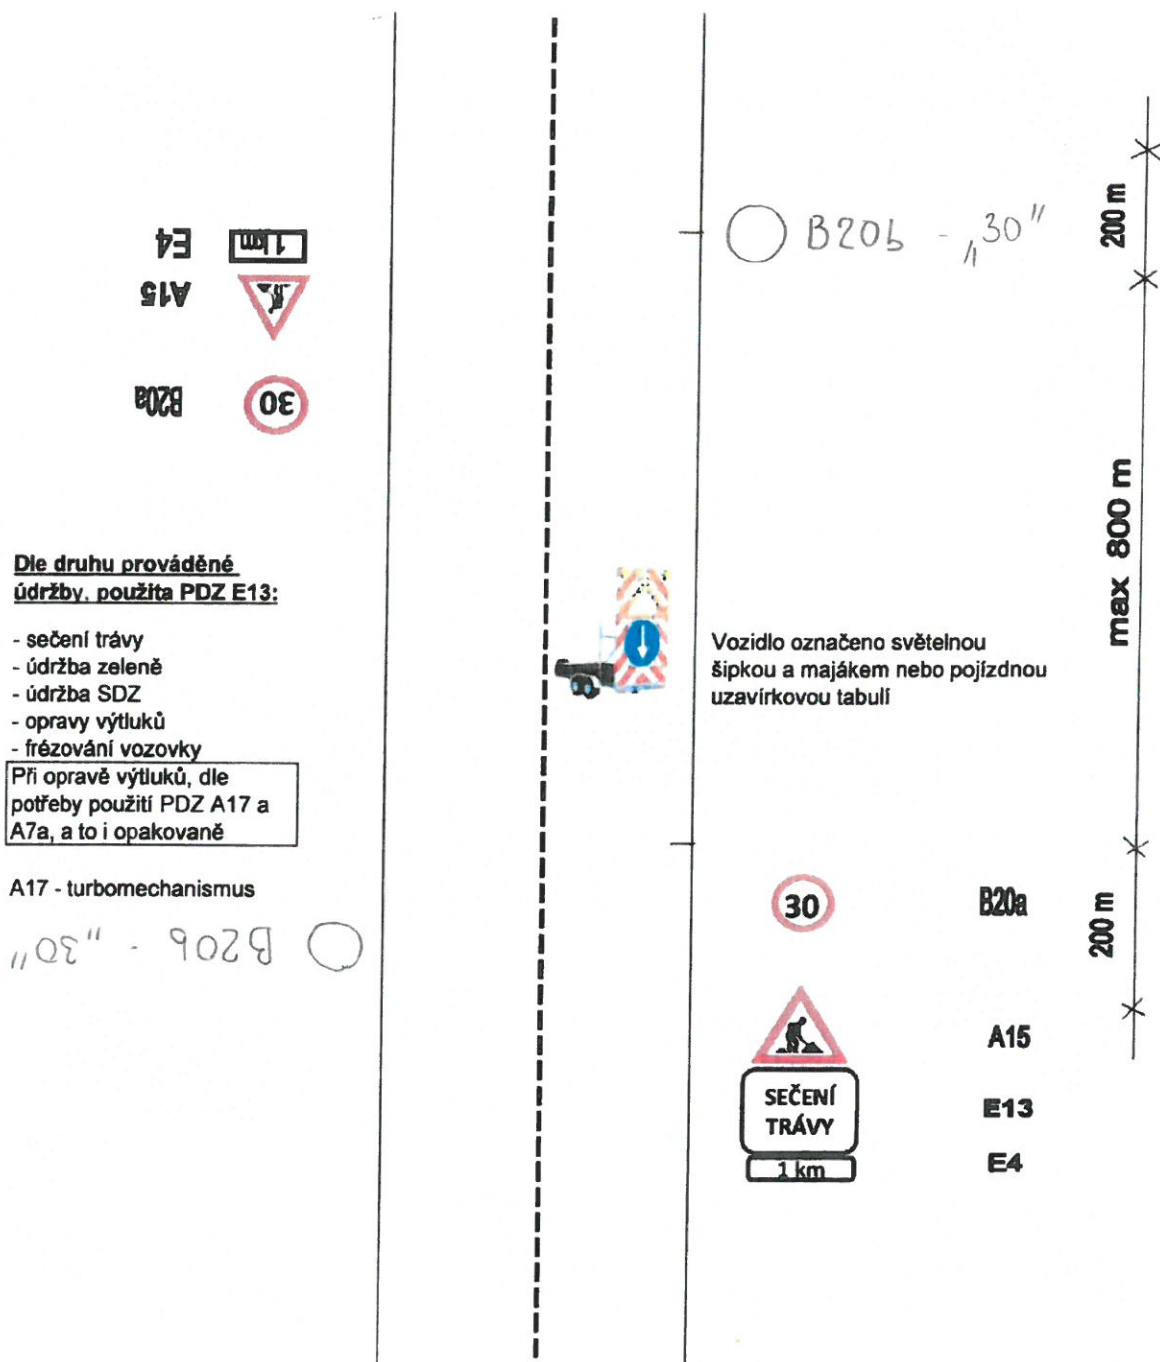 E4
1 km
A15
B20a
30
B20b - „30"
200 m
max 800 m
Dle druhu prováděné
údržby, použita PDZ E13:
- sečení trávy
- údržba zeleně
- údržba SDZ
- opravy výtluků
- frézování vozovky
Při opravě výtluků, dle
potřeby použití PDZ A17 a
A7a, a to i opakovaně
A17 - turbomechanismus
B20b - „30"
Vozidlo označeno světelnou
šipkou a majákem nebo pojízdnou
uzavírkovou tabulí
30
B20a
200 m
A15
SEČENÍ
TRÁVY
E13
1 km
E4